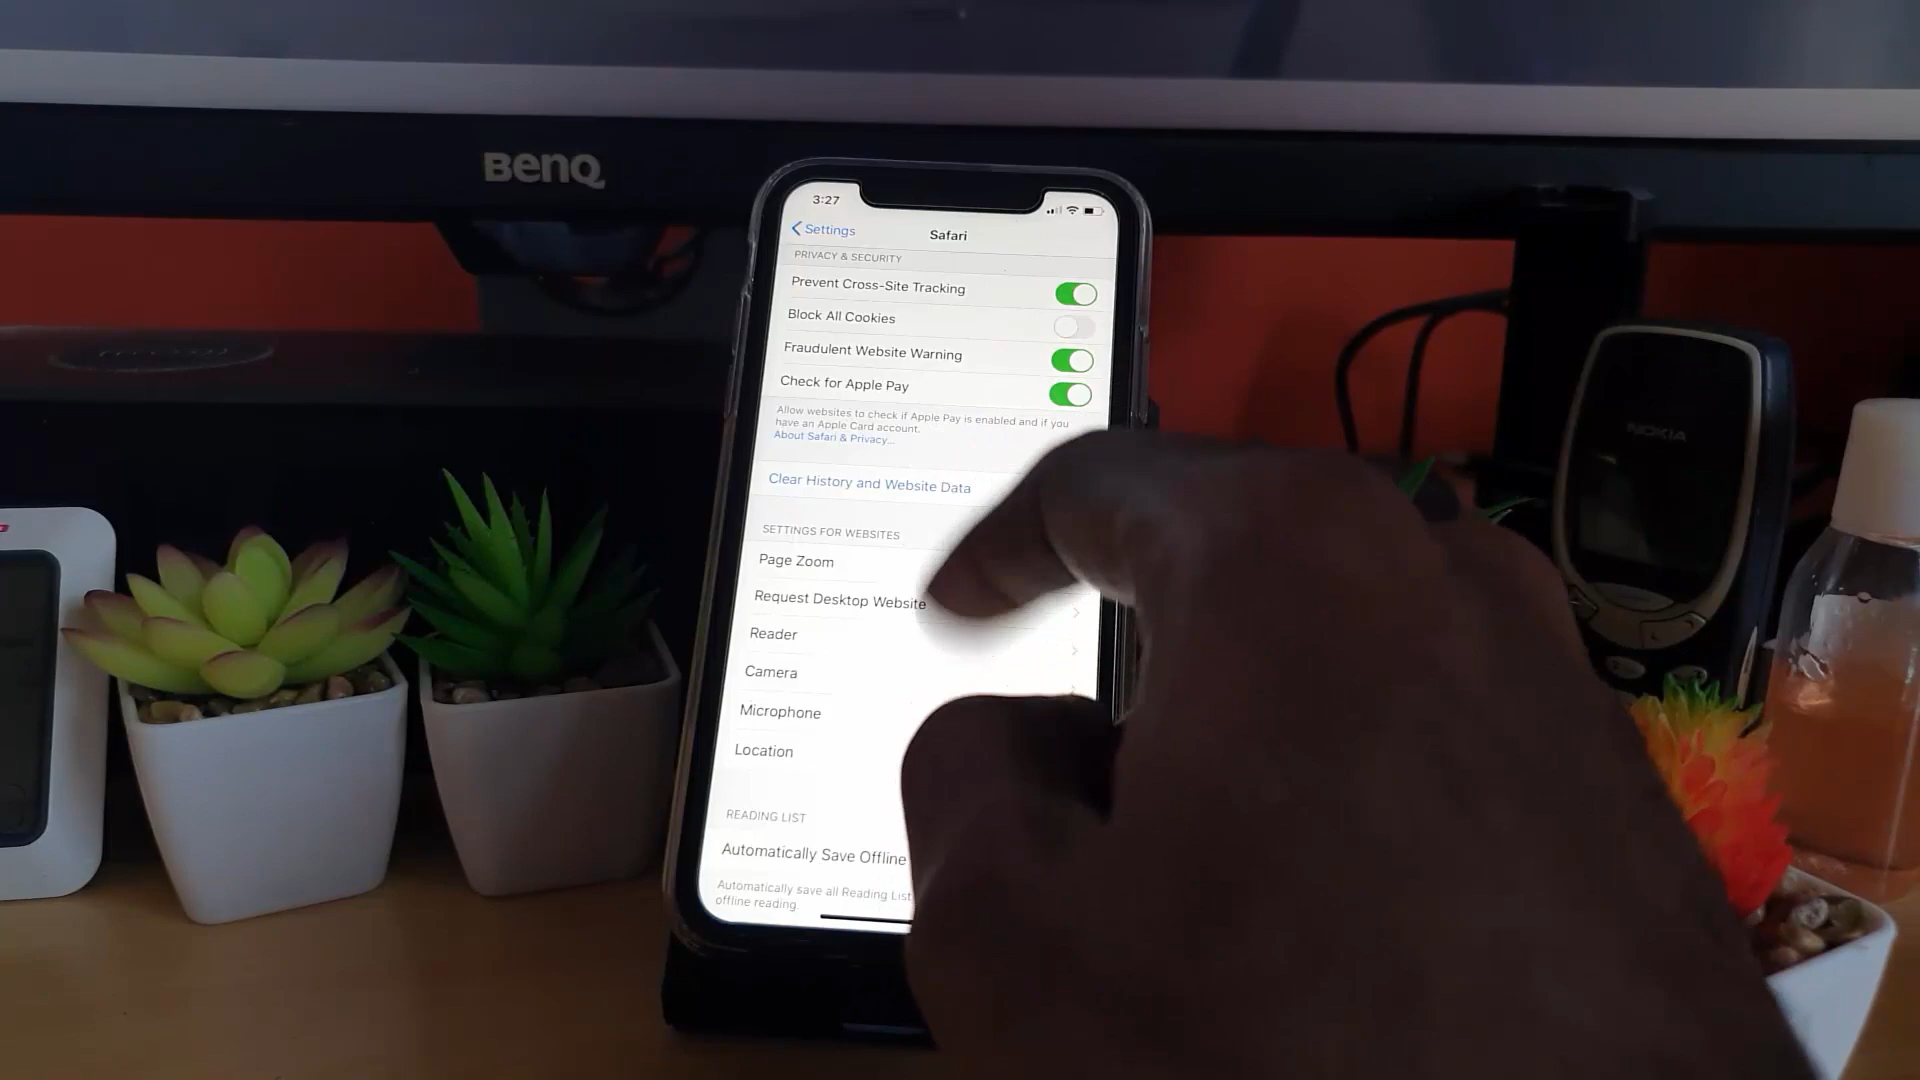 BenQ
3:27
Settings
Safari
PRIVACY & SECURITY
Prevent Cross-Site Tracking
Block All Cookies
Fraudulent Website Warning
Check for Apple Pay
Allow websites to check if Apple Pay is enabled and if you
have an Apple Card account.
About Safari & Privacy...
Clear History and Website Data
SETTINGS FOR WEBSITES
Page Zoom
Request Desktop Website
Reader
Camera
Microphone
Location
READING LIST
Automatically Save Offline
Automatically save all Reading List
offline reading.
NOKIA